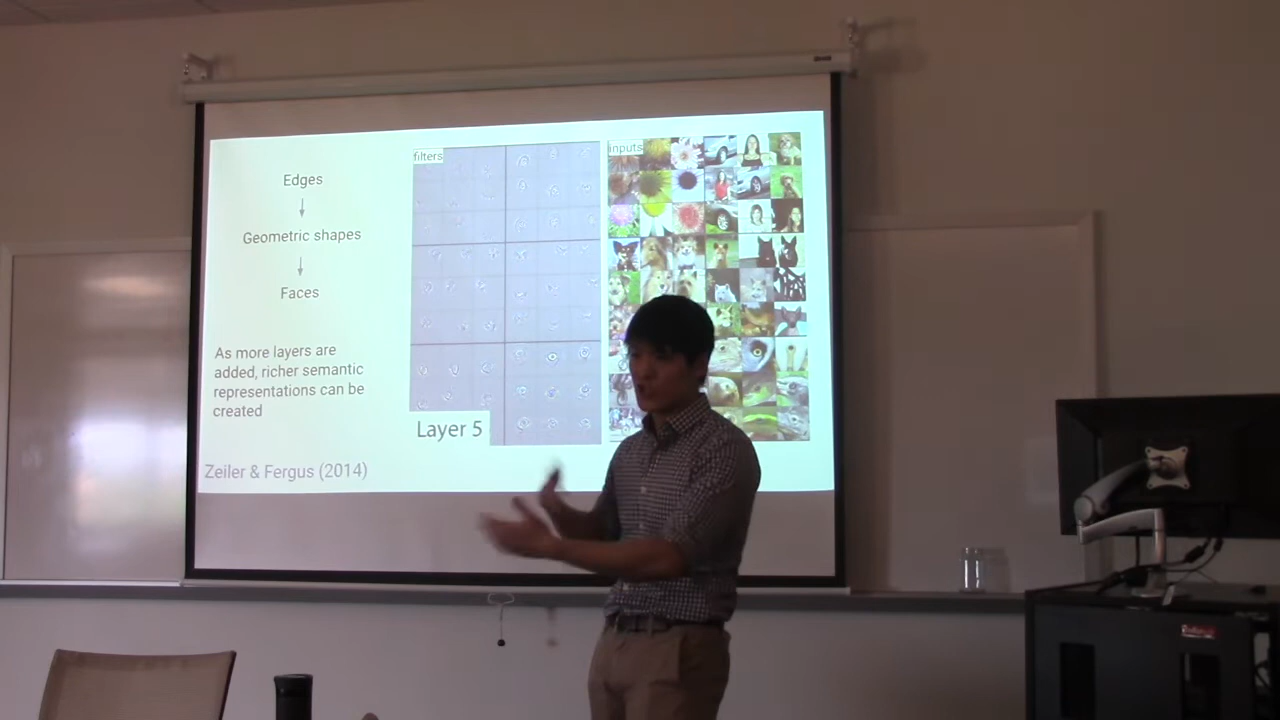 Edges
Geometric shapes
Faces
As more layers are
added, richer semantic
representations can be
created
Zeiler & Fergus (2014)
filters
Layer 5
inputs